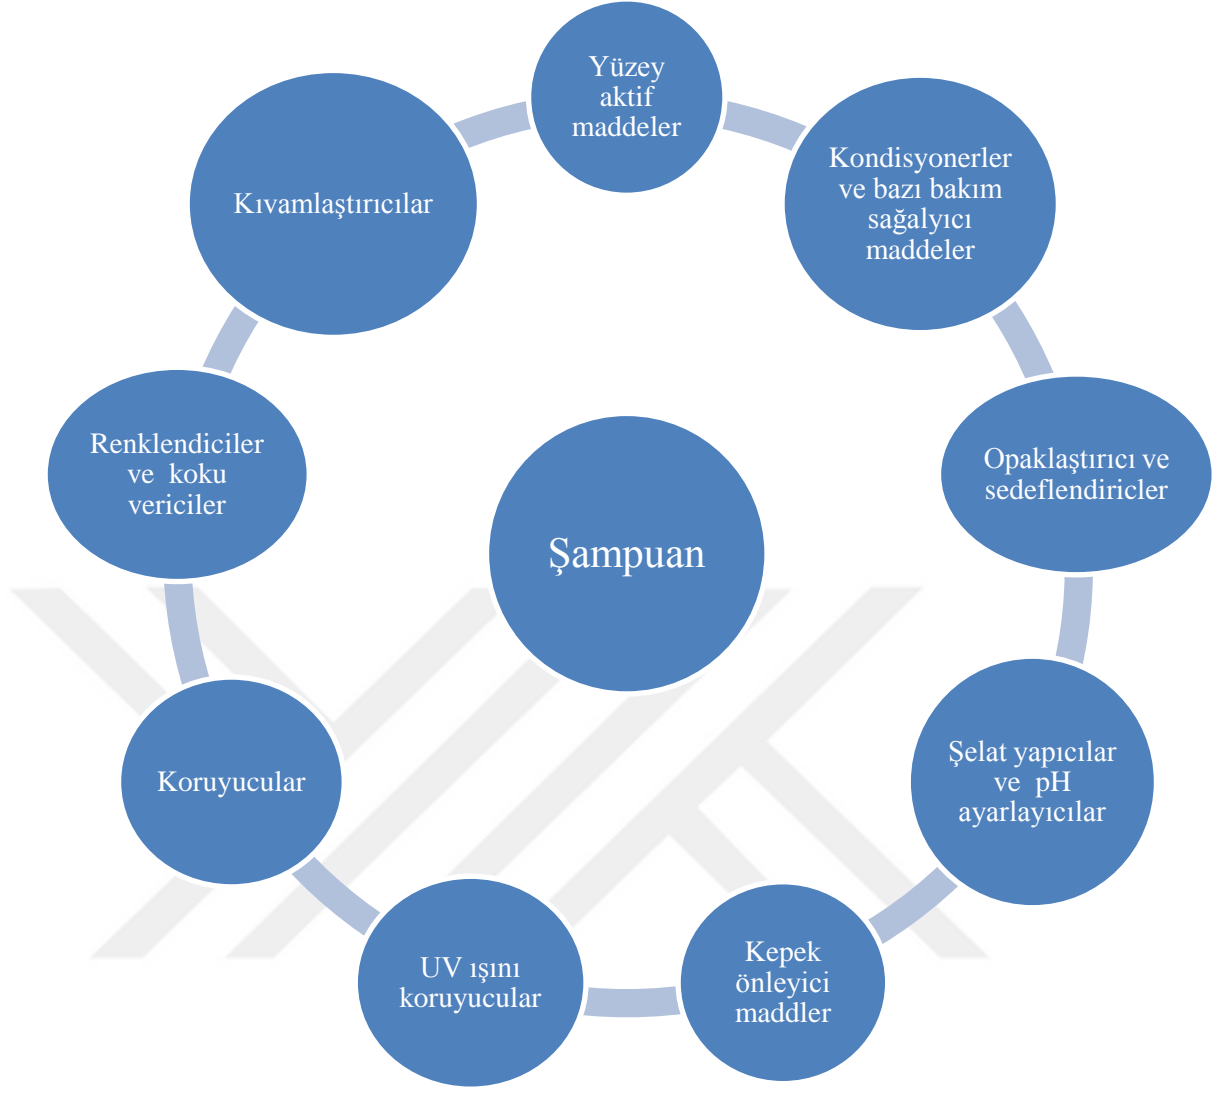 Yüzey
aktif
maddeler
Kondisyonerler
ve bazı bakım
sağalyıcı
maddeler
Opaklaştırıcı ve
sedeflendiricler
Şelat yapıcılar
ve pH
ayarlayıcılar
Kepek
önleyici
maddler
UV ışını
koruyucular
Koruyucular
Renklendiciler
ve koku
vericiler
Kıvamlaştırıcılar
Şampuan